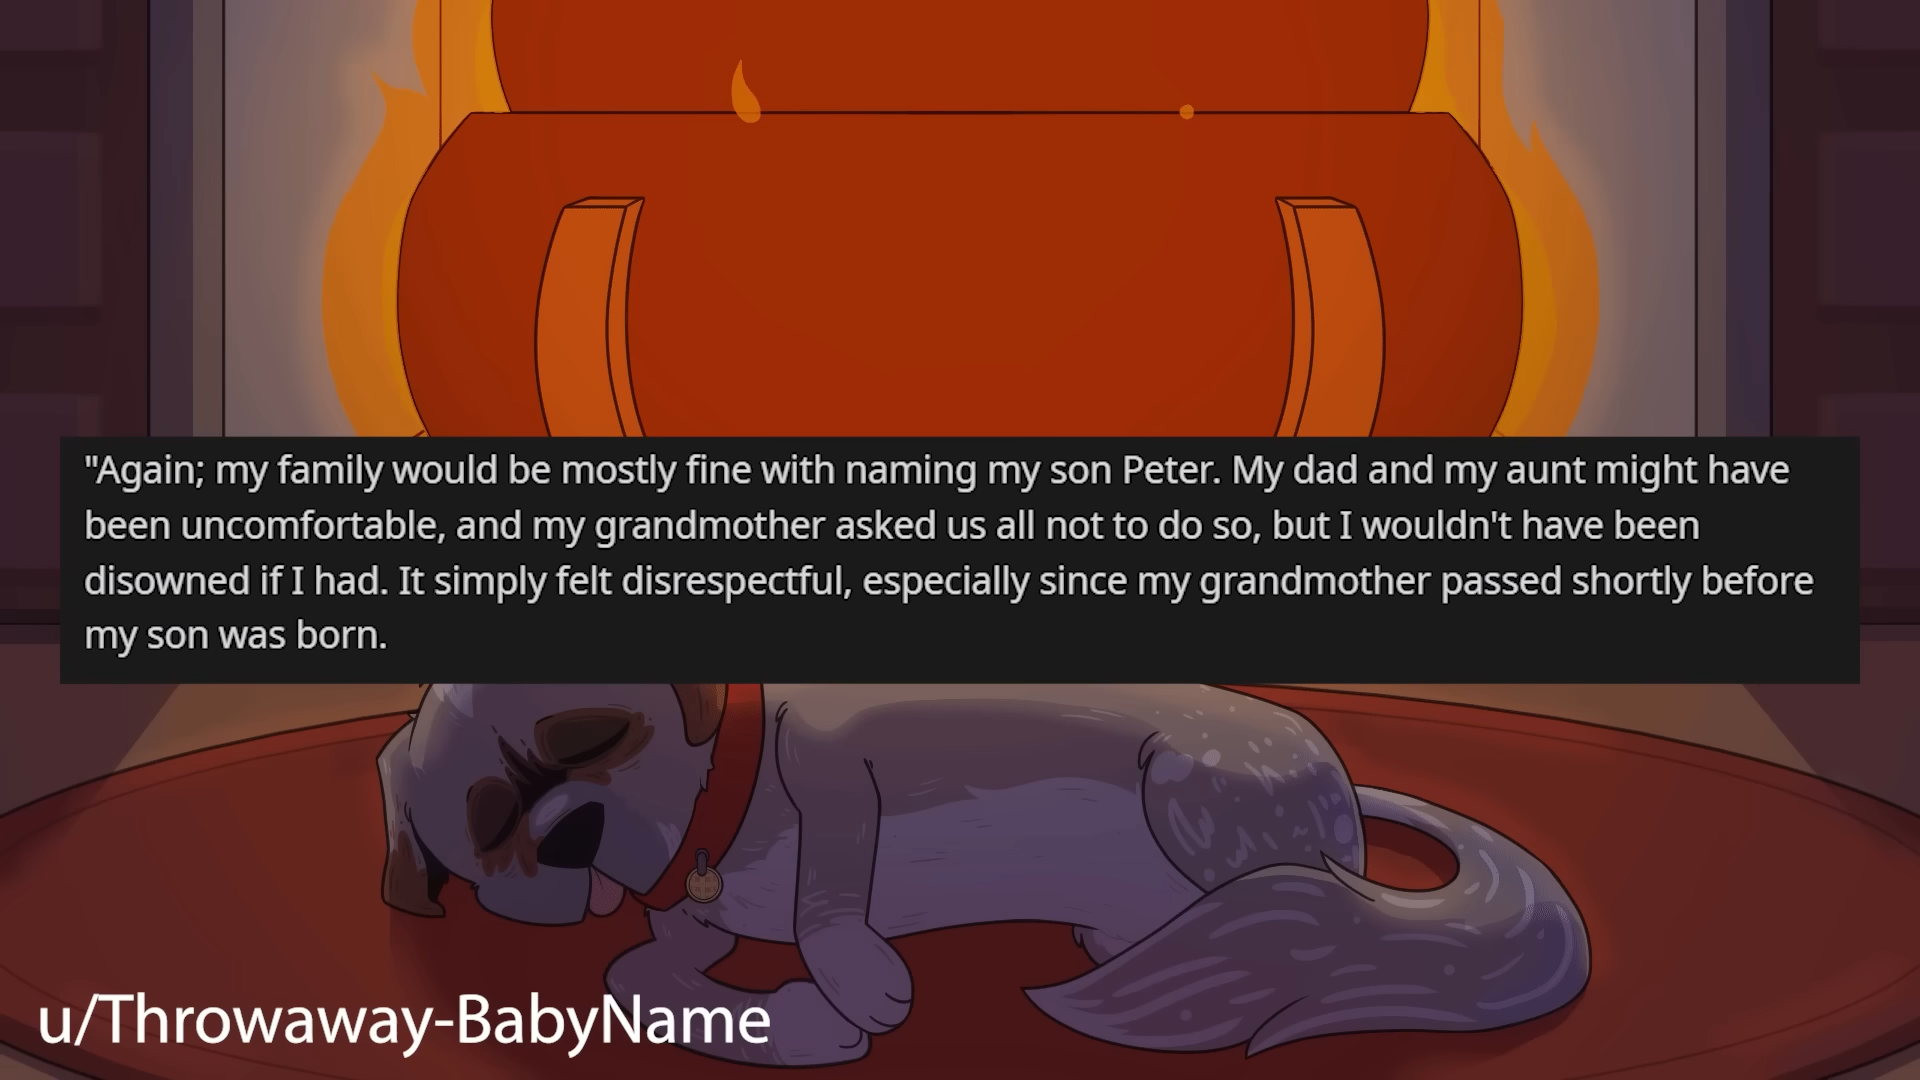 "Again; my family would be mostly fine with naming my son Peter. My dad and my aunt might have
been uncomfortable, and my grandmother asked us all not to do so, but I wouldn't have been
disowned if I had. It simply felt disrespectful, especially since my grandmother passed shortly before
my son was born.
u/Throwaway-BabyName